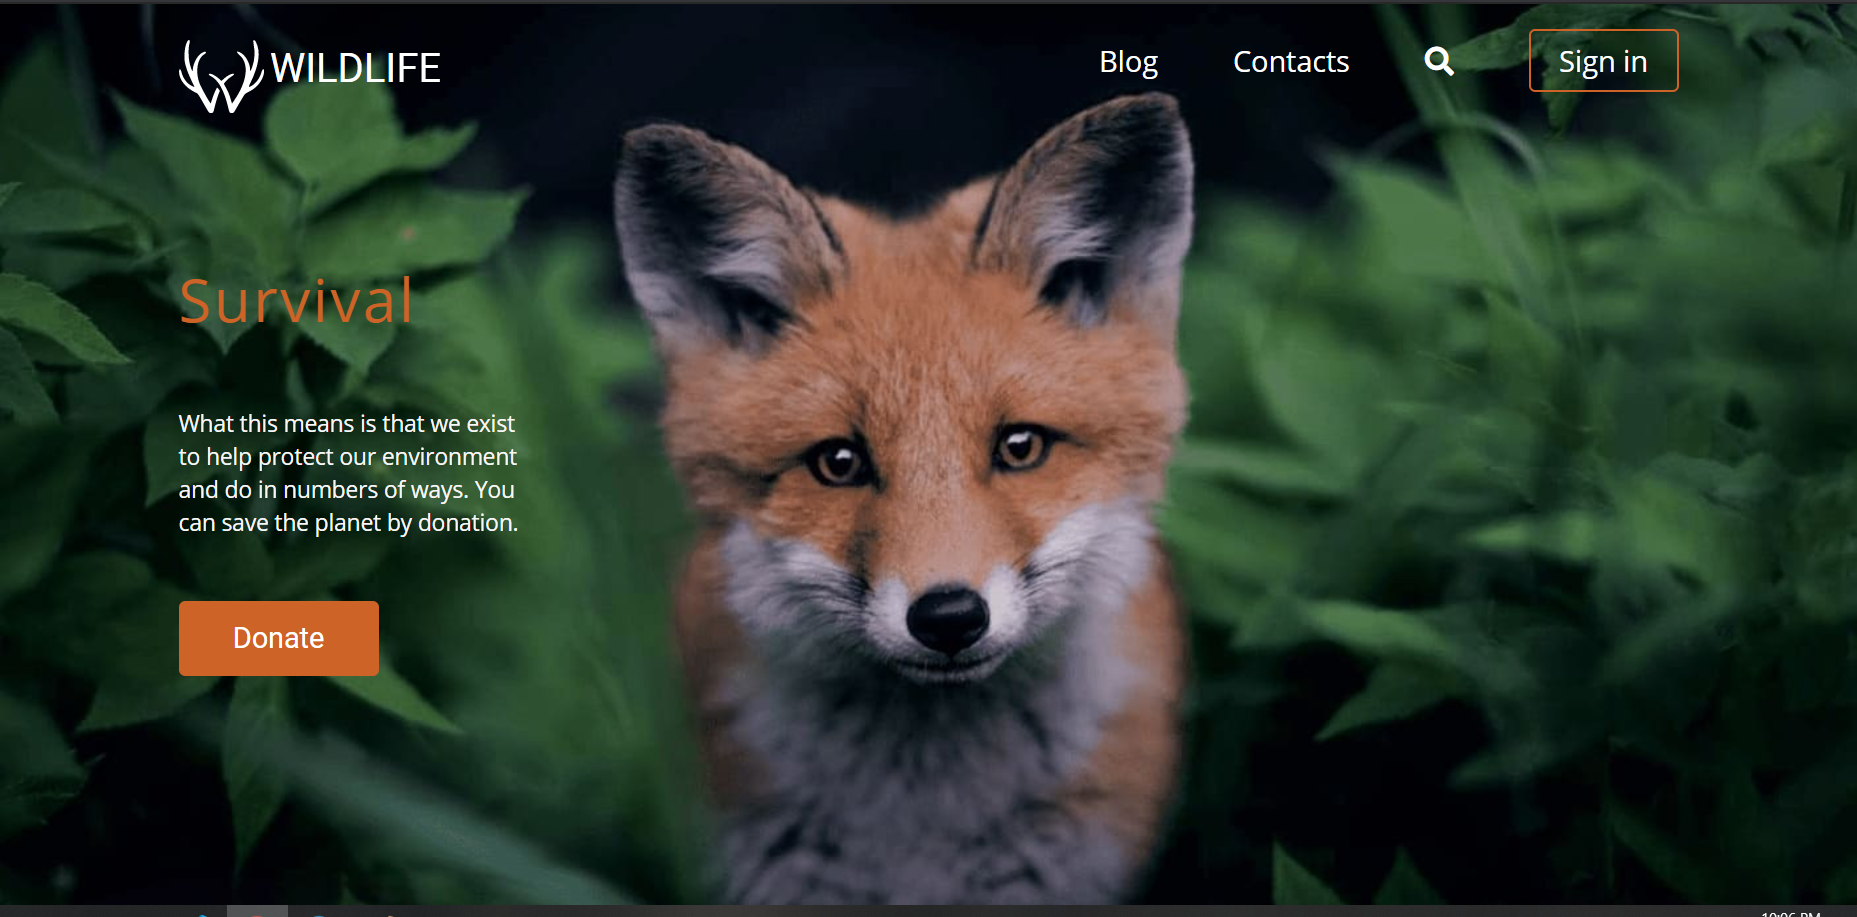 WILDLIFE
Blog
Contacts
Sign in
Survival
What this means is that we exist
to help protect our environment
and do in numbers of ways. You
can save the planet by donation.
Donate